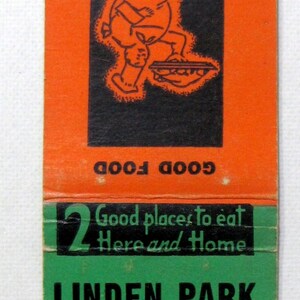 GOOD FOOD
2 Good places to eat
Here and Home
LINDEN PARK